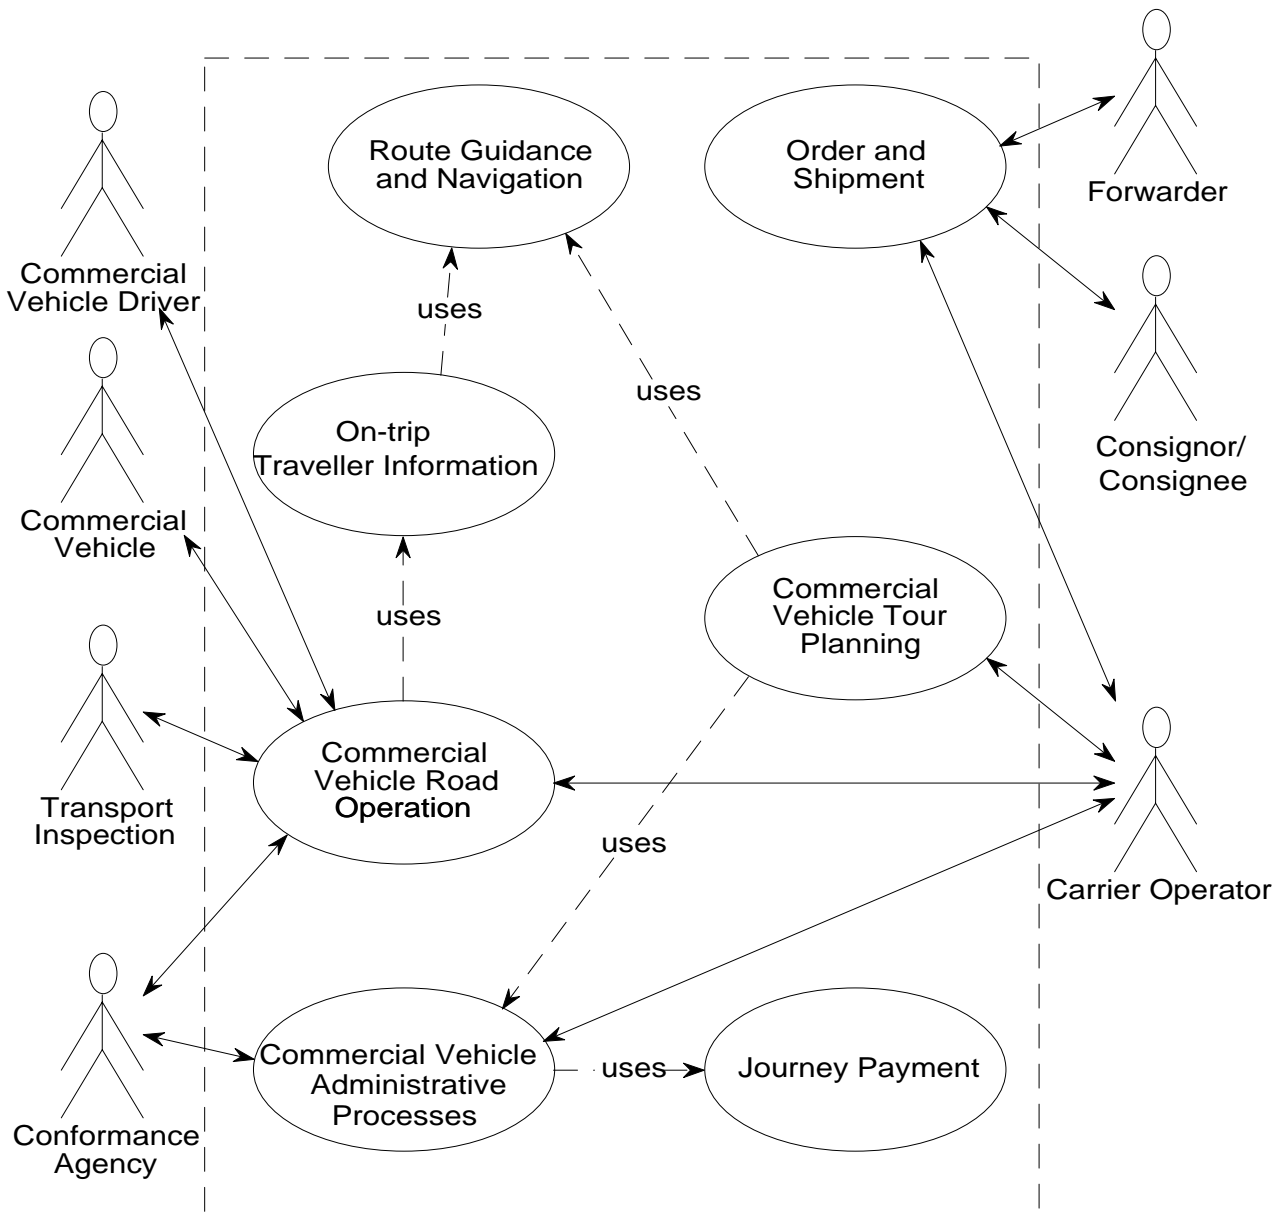 Route Guidance
and Navigation
Order and
Shipment
Forwarder
Commercial
Vehicle Driver
uses
uses
On-trip
Traveller Information
Consignor/
Consignee
Commercial
Vehicle
uses
Commercial
Vehicle Tour
Planning
Commercial
Vehicle Road
Operation
Transport
Inspection
uses
Carrier Operator
Commercial Vehicle
Administrative
Processes
uses
Journey Payment
Conformance
Agency